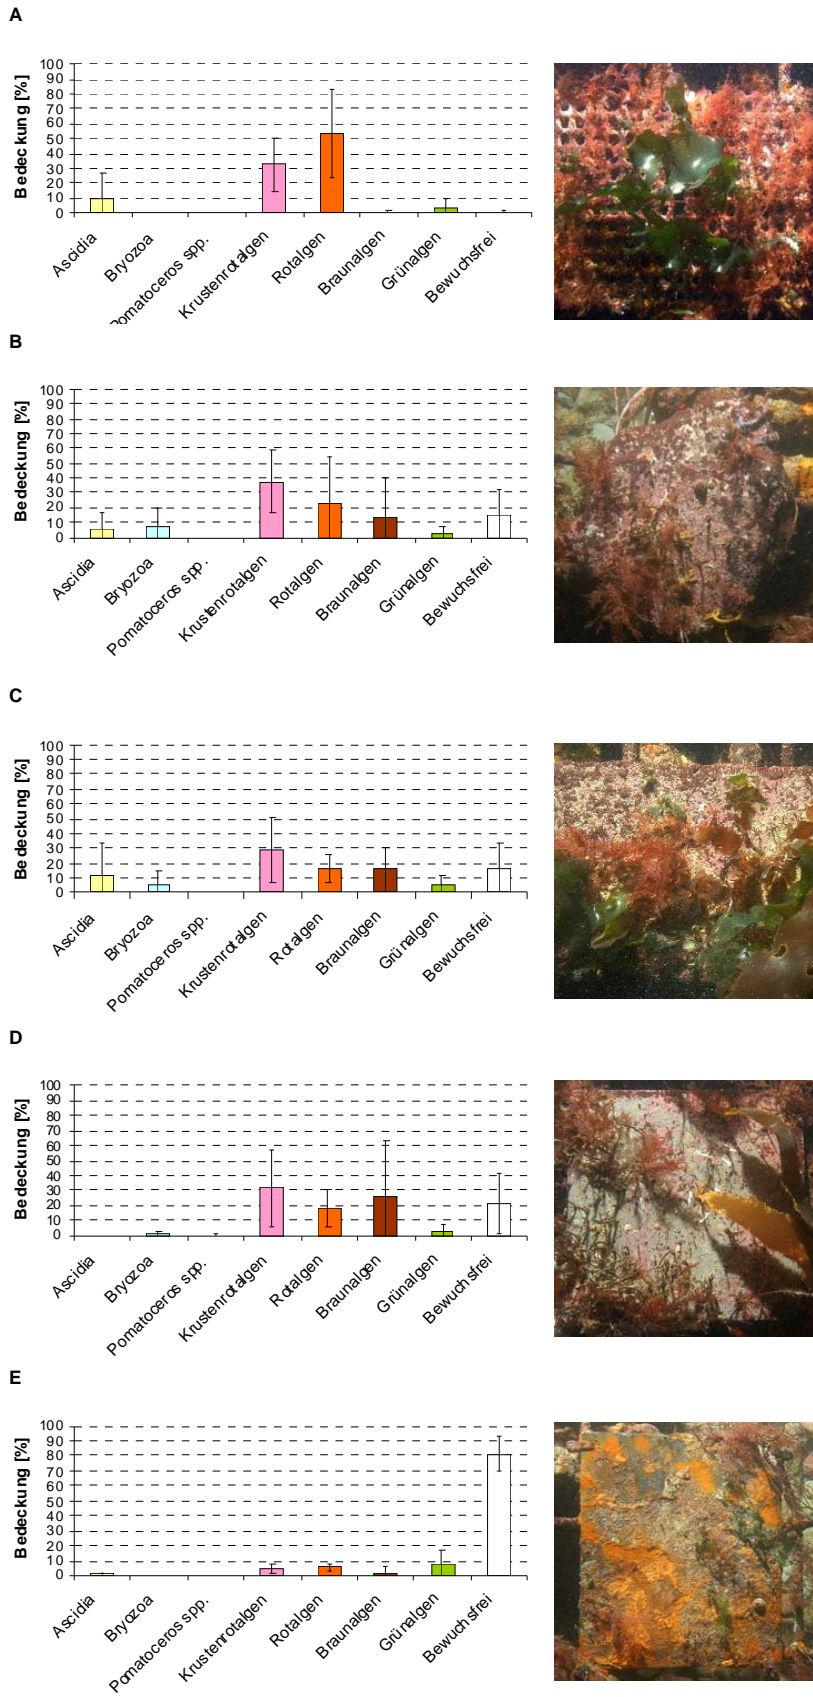 A
Bedeckung [%]
100
90
80
70
60
50
40
30
20
10
0
Ascidia
Bryozoa
Pomatoceros spp.
Krustenrotalgen
Rotalgen
Braunalgen
Grünalgen
Bewuchsfrei
B
Bedeckung [%]
100
90
80
70
60
50
40
30
20
10
0
Ascidia
Bryozoa
Pomatoceros spp.
Krustenrotalgen
Rotalgen
Braunalgen
Grünalgen
Bewuchsfrei
C
Bedeckung [%]
100
90
80
70
60
50
40
30
20
10
0
Ascidia
Bryozoa
Pomatoceros spp.
Krustenrotalgen
Rotalgen
Braunalgen
Grünalgen
Bewuchsfrei
D
Bedeckung [%]
100
90
80
70
60
50
40
30
20
10
0
Ascidia
Bryozoa
Pomatoceros spp.
Krustenrotalgen
Rotalgen
Braunalgen
Grünalgen
Bewuchsfrei
E
Bedeckung [%]
100
90
80
70
60
50
40
30
20
10
0
Ascidia
Bryozoa
Pomatoceros spp.
Krustenrotalgen
Rotalgen
Braunalgen
Grünalgen
Bewuchsfrei